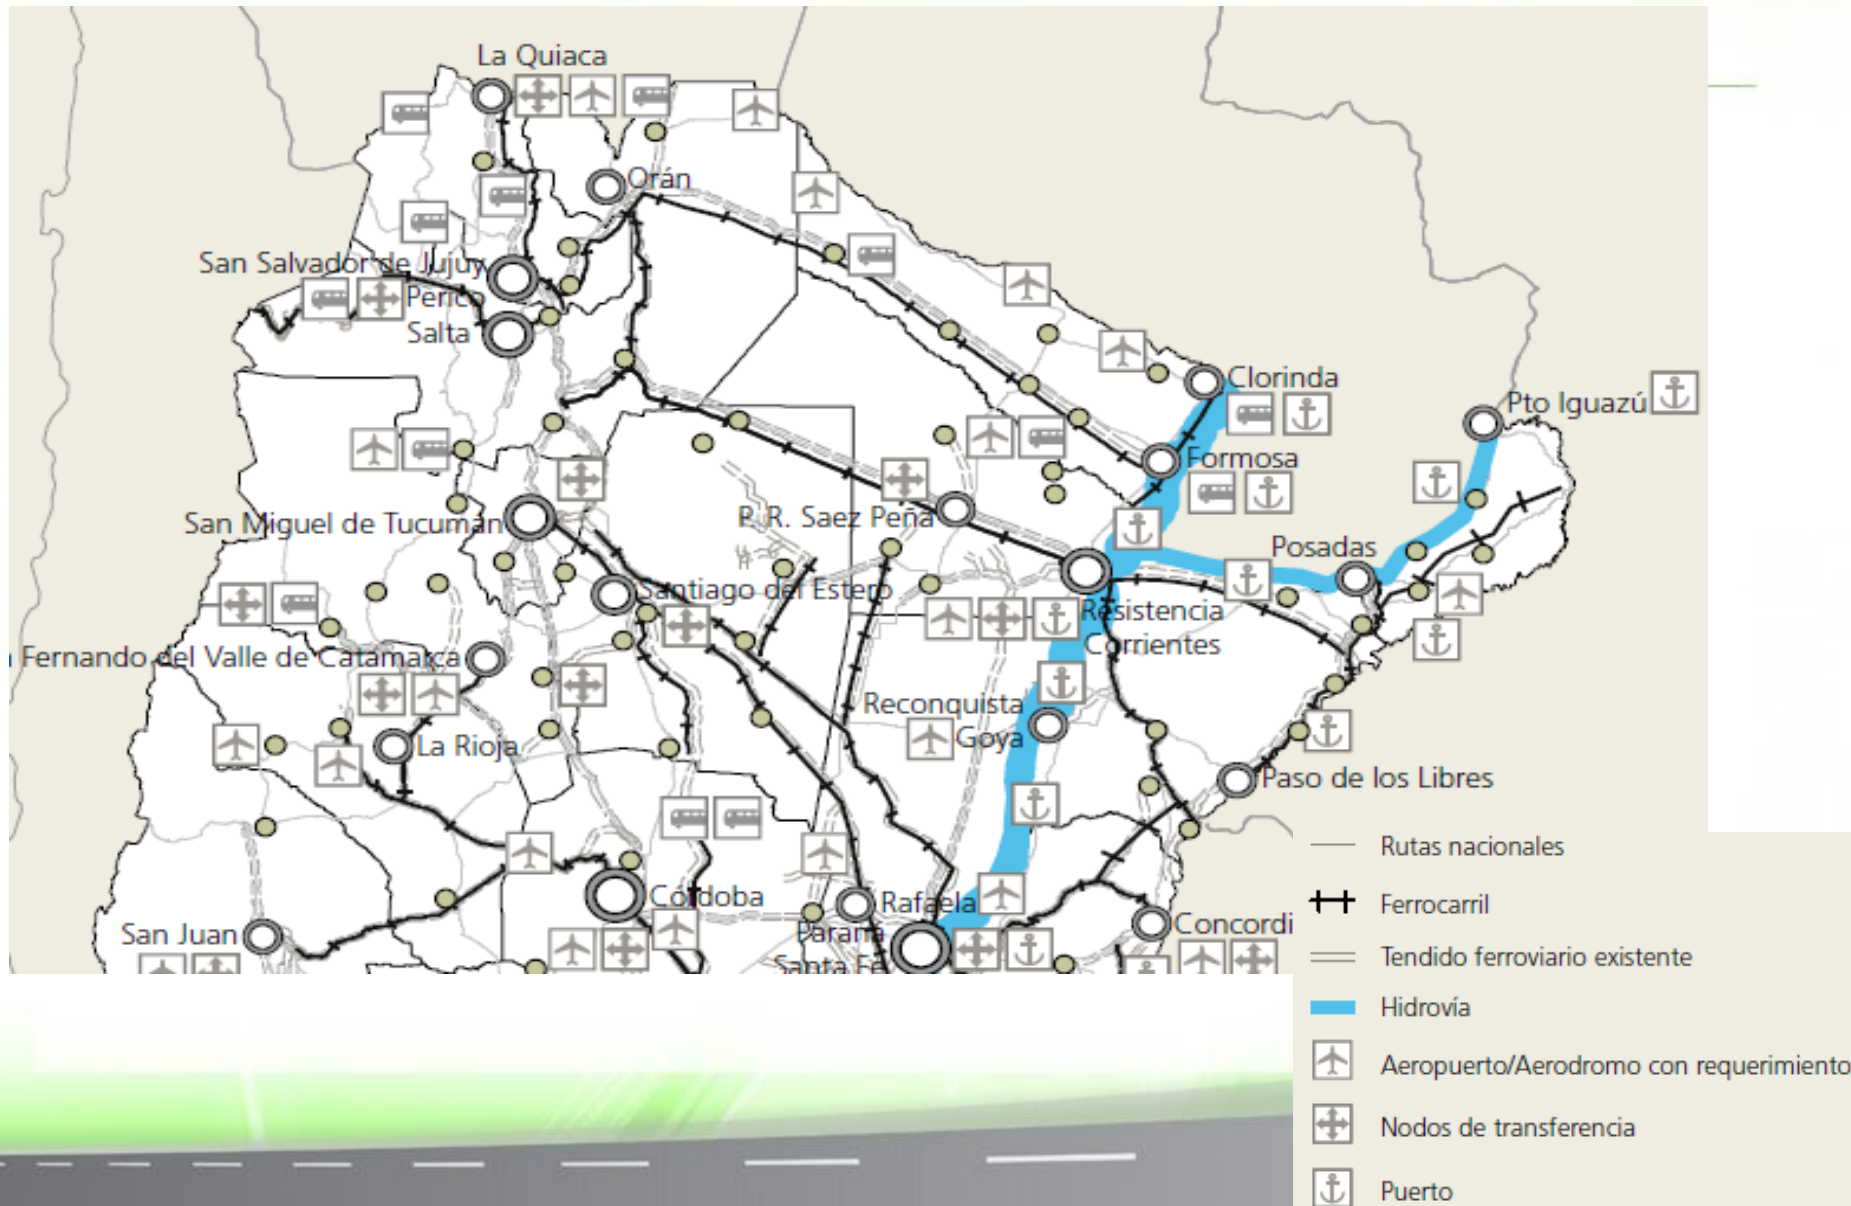 La Quiaca
Orán
San Salvador de Jujuy
Perico
Salta
Clorinda
Pto Iguazú
Formosa
San Miguel de Tucumán
P. R. Saez Peña
Posadas
Santiago del Estero
Resistencia
Corrientes
Fernando del Valle de Catamarca
Reconquista
Goya
La Rioja
Paso de los Libres
Córdoba
Rafaela
Paraná
Santa Fe
San Juan
Concordi
Rutas nacionales
Ferrocarril
Tendido ferroviario existente
Hidrovía
Aeropuerto/Aerodromo con requerimiento
Nodos de transferencia
Puerto